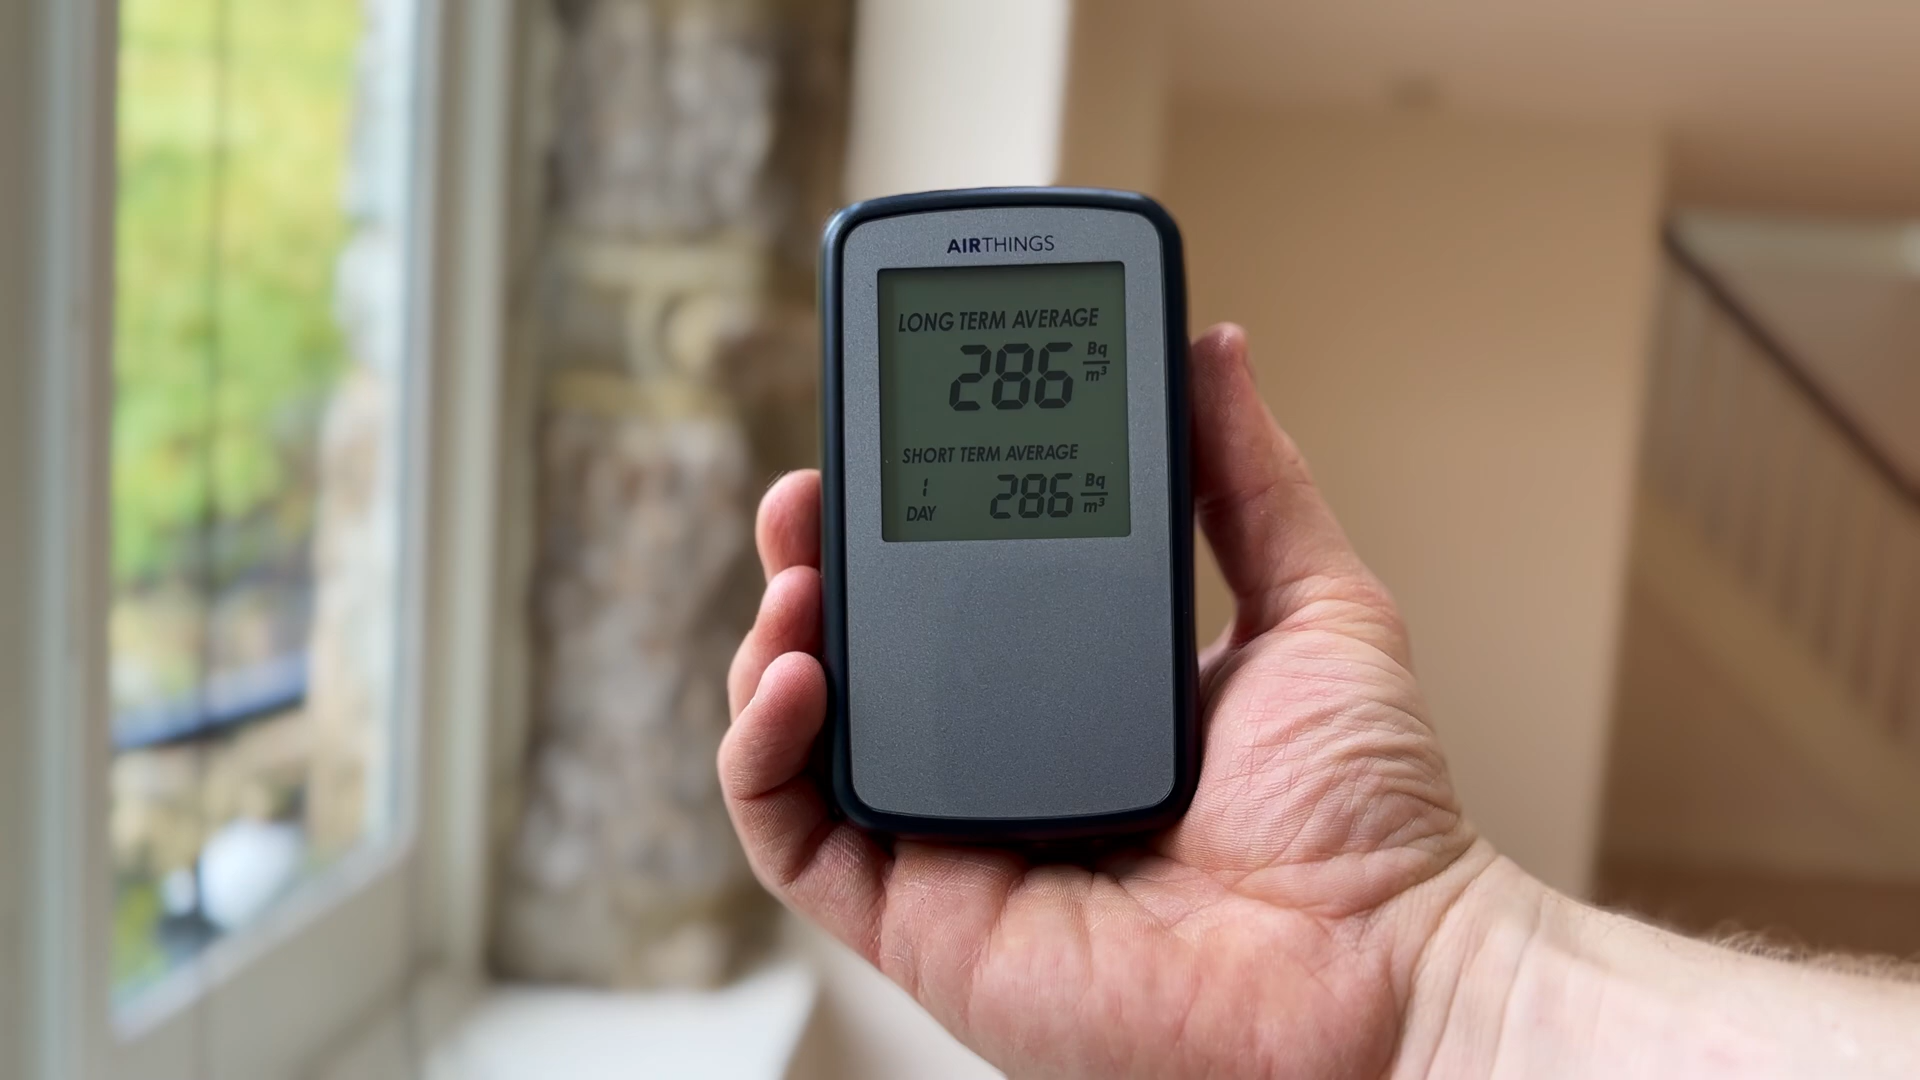 AIRTHINGS
LONG TERM AVERAGE
286 Bq/m³
SHORT TERM AVERAGE
1 DAY 286 Bq/m³